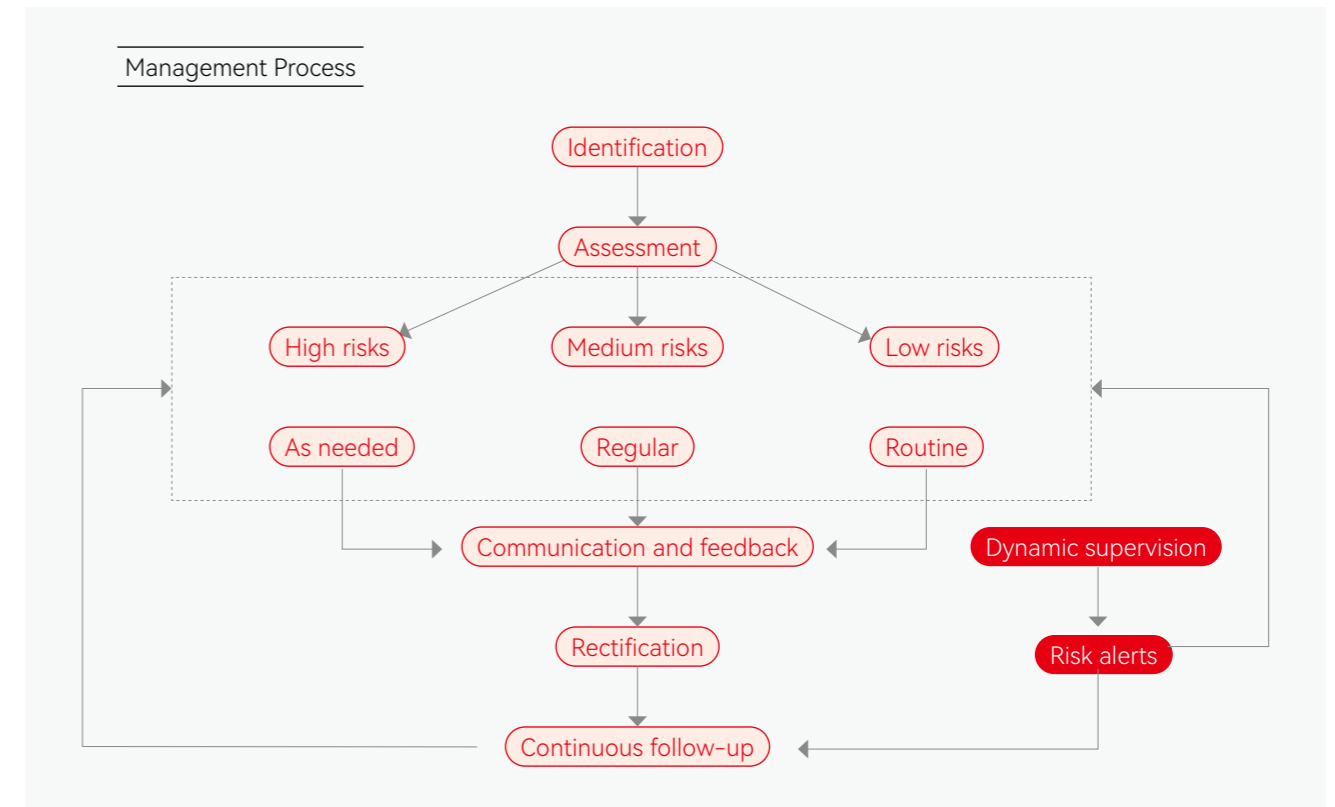 Management Process
Identification
Assessment
High risks
Medium risks
Low risks
As needed
Regular
Routine
Communication and feedback
Dynamic supervision
Rectification
Risk alerts
Continuous follow-up